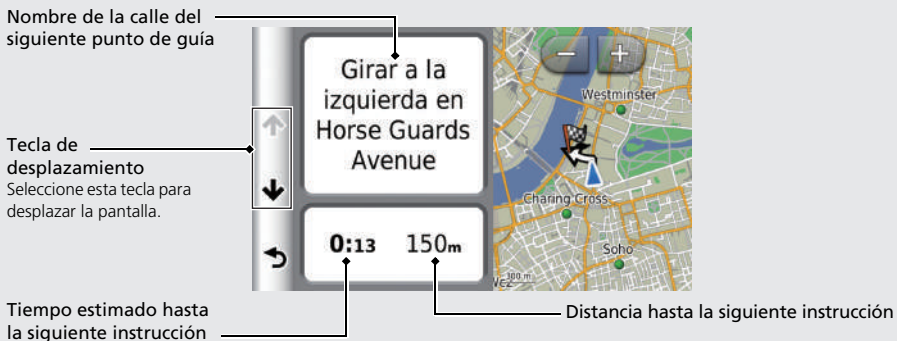 Nombre de la calle del
siguiente punto de guía
Girar a la
izquierda en
Horse Guards
Avenue
Tecla de
desplazamiento
Seleccione esta tecla para
desplazar la pantalla.
0:13 150m
Tiempo estimado hasta
la siguiente instrucción
Distancia hasta la siguiente instrucción
Westminster
Charing Cross
Soho
300 m
WC2